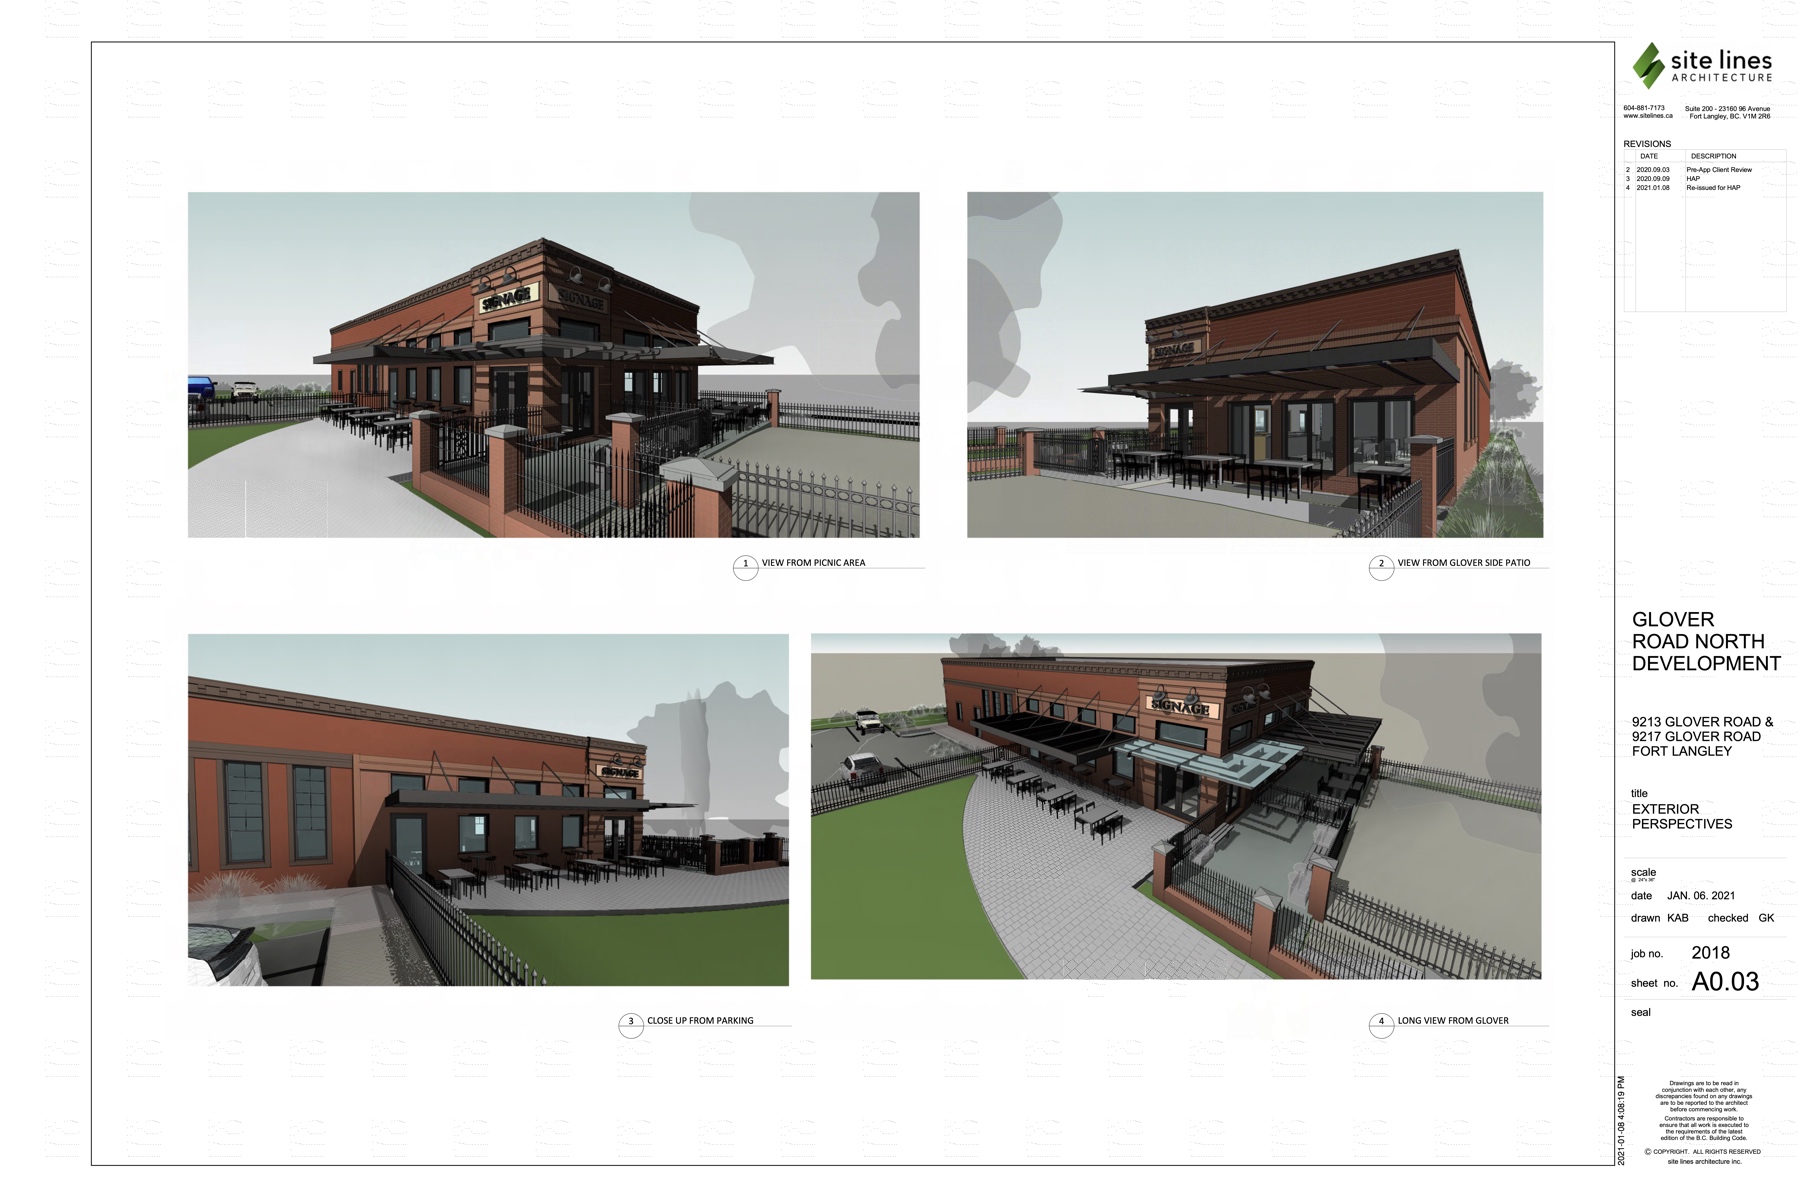 SIGNAGE
SIGNAGE
SIGNAGE
1 VIEW FROM PICNIC AREA
2 VIEW FROM GLOVER SIDE PATIO
SIGNAGE
SIGNAGE
3 CLOSE UP FROM PARKING
4 LONG VIEW FROM GLOVER
site lines
ARCHITECTURE
604-881-7173 Suite 200 - 23160 96 Avenue
www.sitelines.ca Fort Langley, BC. V1M 2R6
REVISIONS
DATE DESCRIPTION
2 2020.09.03 Pre-App Client Review
3 2020.09.09 HAP
4 2021.01.08 Re-issued for HAP
GLOVER
ROAD NORTH
DEVELOPMENT
9213 GLOVER ROAD &
9217 GLOVER ROAD
FORT LANGLEY
title
EXTERIOR
PERSPECTIVES
scale
date JAN. 06. 2021
drawn KAB checked GK
job no. 2018
sheet no. A0.03
seal
2021-01-08 4:08:19 PM
Drawings are to be read in
conjunction with each other, any
discrepancies found on any drawings
are to be reported to the architect
before commencing work.
Contractors are responsible to
ensure that all work is executed to
the requirements of the latest
edition of the B.C. Building Code.
© COPYRIGHT. ALL RIGHTS RESERVED
site lines architecture inc.